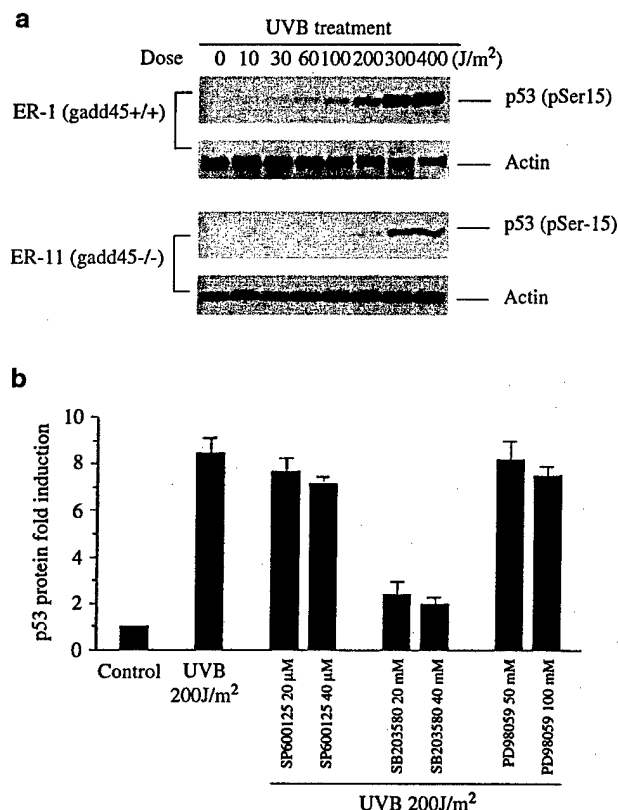 a
UVB treatment
Dose 0 10 30 60 100 200 300 400 (J/m²)
ER-1 (gadd45+/+)
p53 (pSer15)
Actin
ER-11 (gadd45-/-)
p53 (pSer-15)
Actin
b
p53 protein fold induction
10
8
6
4
2
0
Control
UVB
200J/m²
SP600125 20 µM
SP600125 40 µM
SB203580 20 mM
SB203580 40 mM
PD98059 50 mM
PD98059 100 mM
UVB 200J/m²